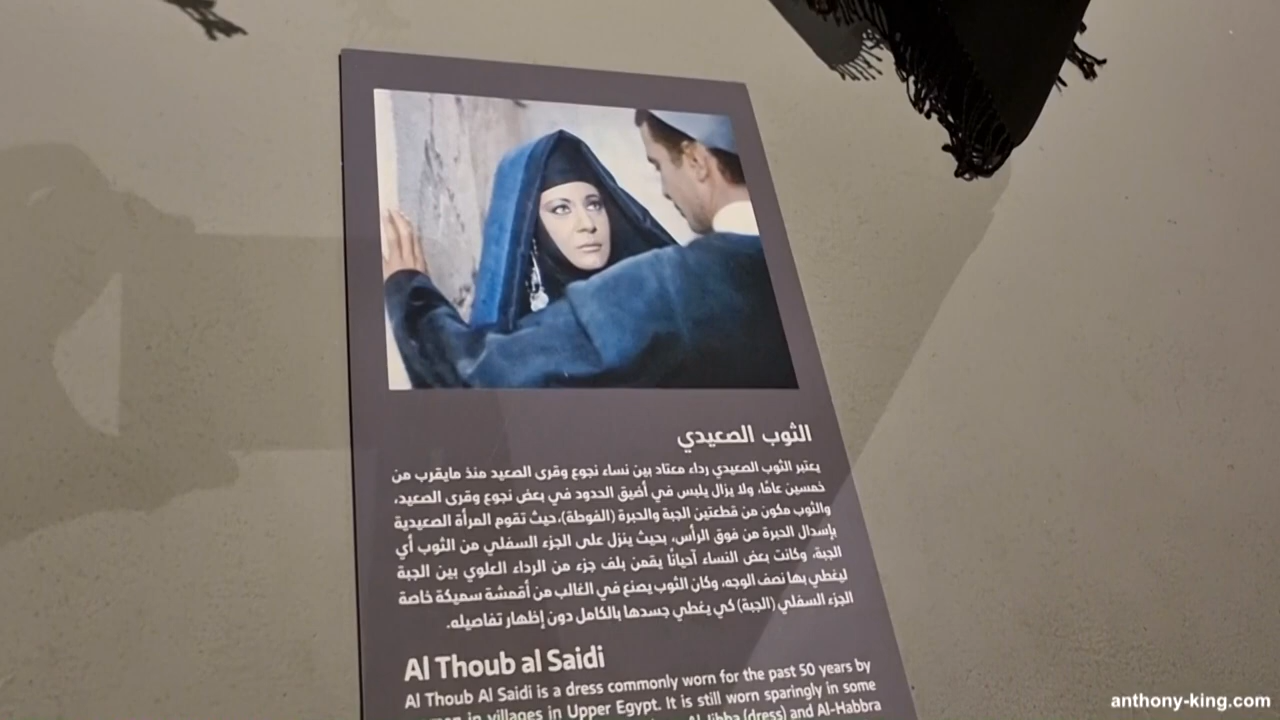 الثوب الصعيدي
يعتبر الثوب الصعيدي رداء معتاد بين نساء نجوع وقرى الصعيد منذ مايقرب من
خمسين عامًا، ولا يزال يلبس في أضيق الحدود في بعض نجوع وقرى الصعيد،
والثوب مكون من قطعتين الجبة والحبرة (الفوطة)،حيث تقوم المرأة الصعيدية
بإسدال الحبرة من فوق الرأس، بحيث ينزل على الجزء السفلي من الثوب أي
الجبة، وكانت بعض النساء أحيانًا يقمن بلف جزء من الرداء العلوي بين الجبة
ليغطي بها نصف الوجه، وكان الثوب يصنع في الغالب من أقمشة سميكة خاصة
الجزء السفلي (الجبة) كي يغطي جسدها بالكامل دون إظهار تفاصيله.
Al Thoub al Saidi
Al Thoub Al Saidi is a dress commonly worn for the past 50 years by
in villages in Upper Egypt. It is still worn sparingly in some
(dress) and Al-Habbra
anthony-king.com